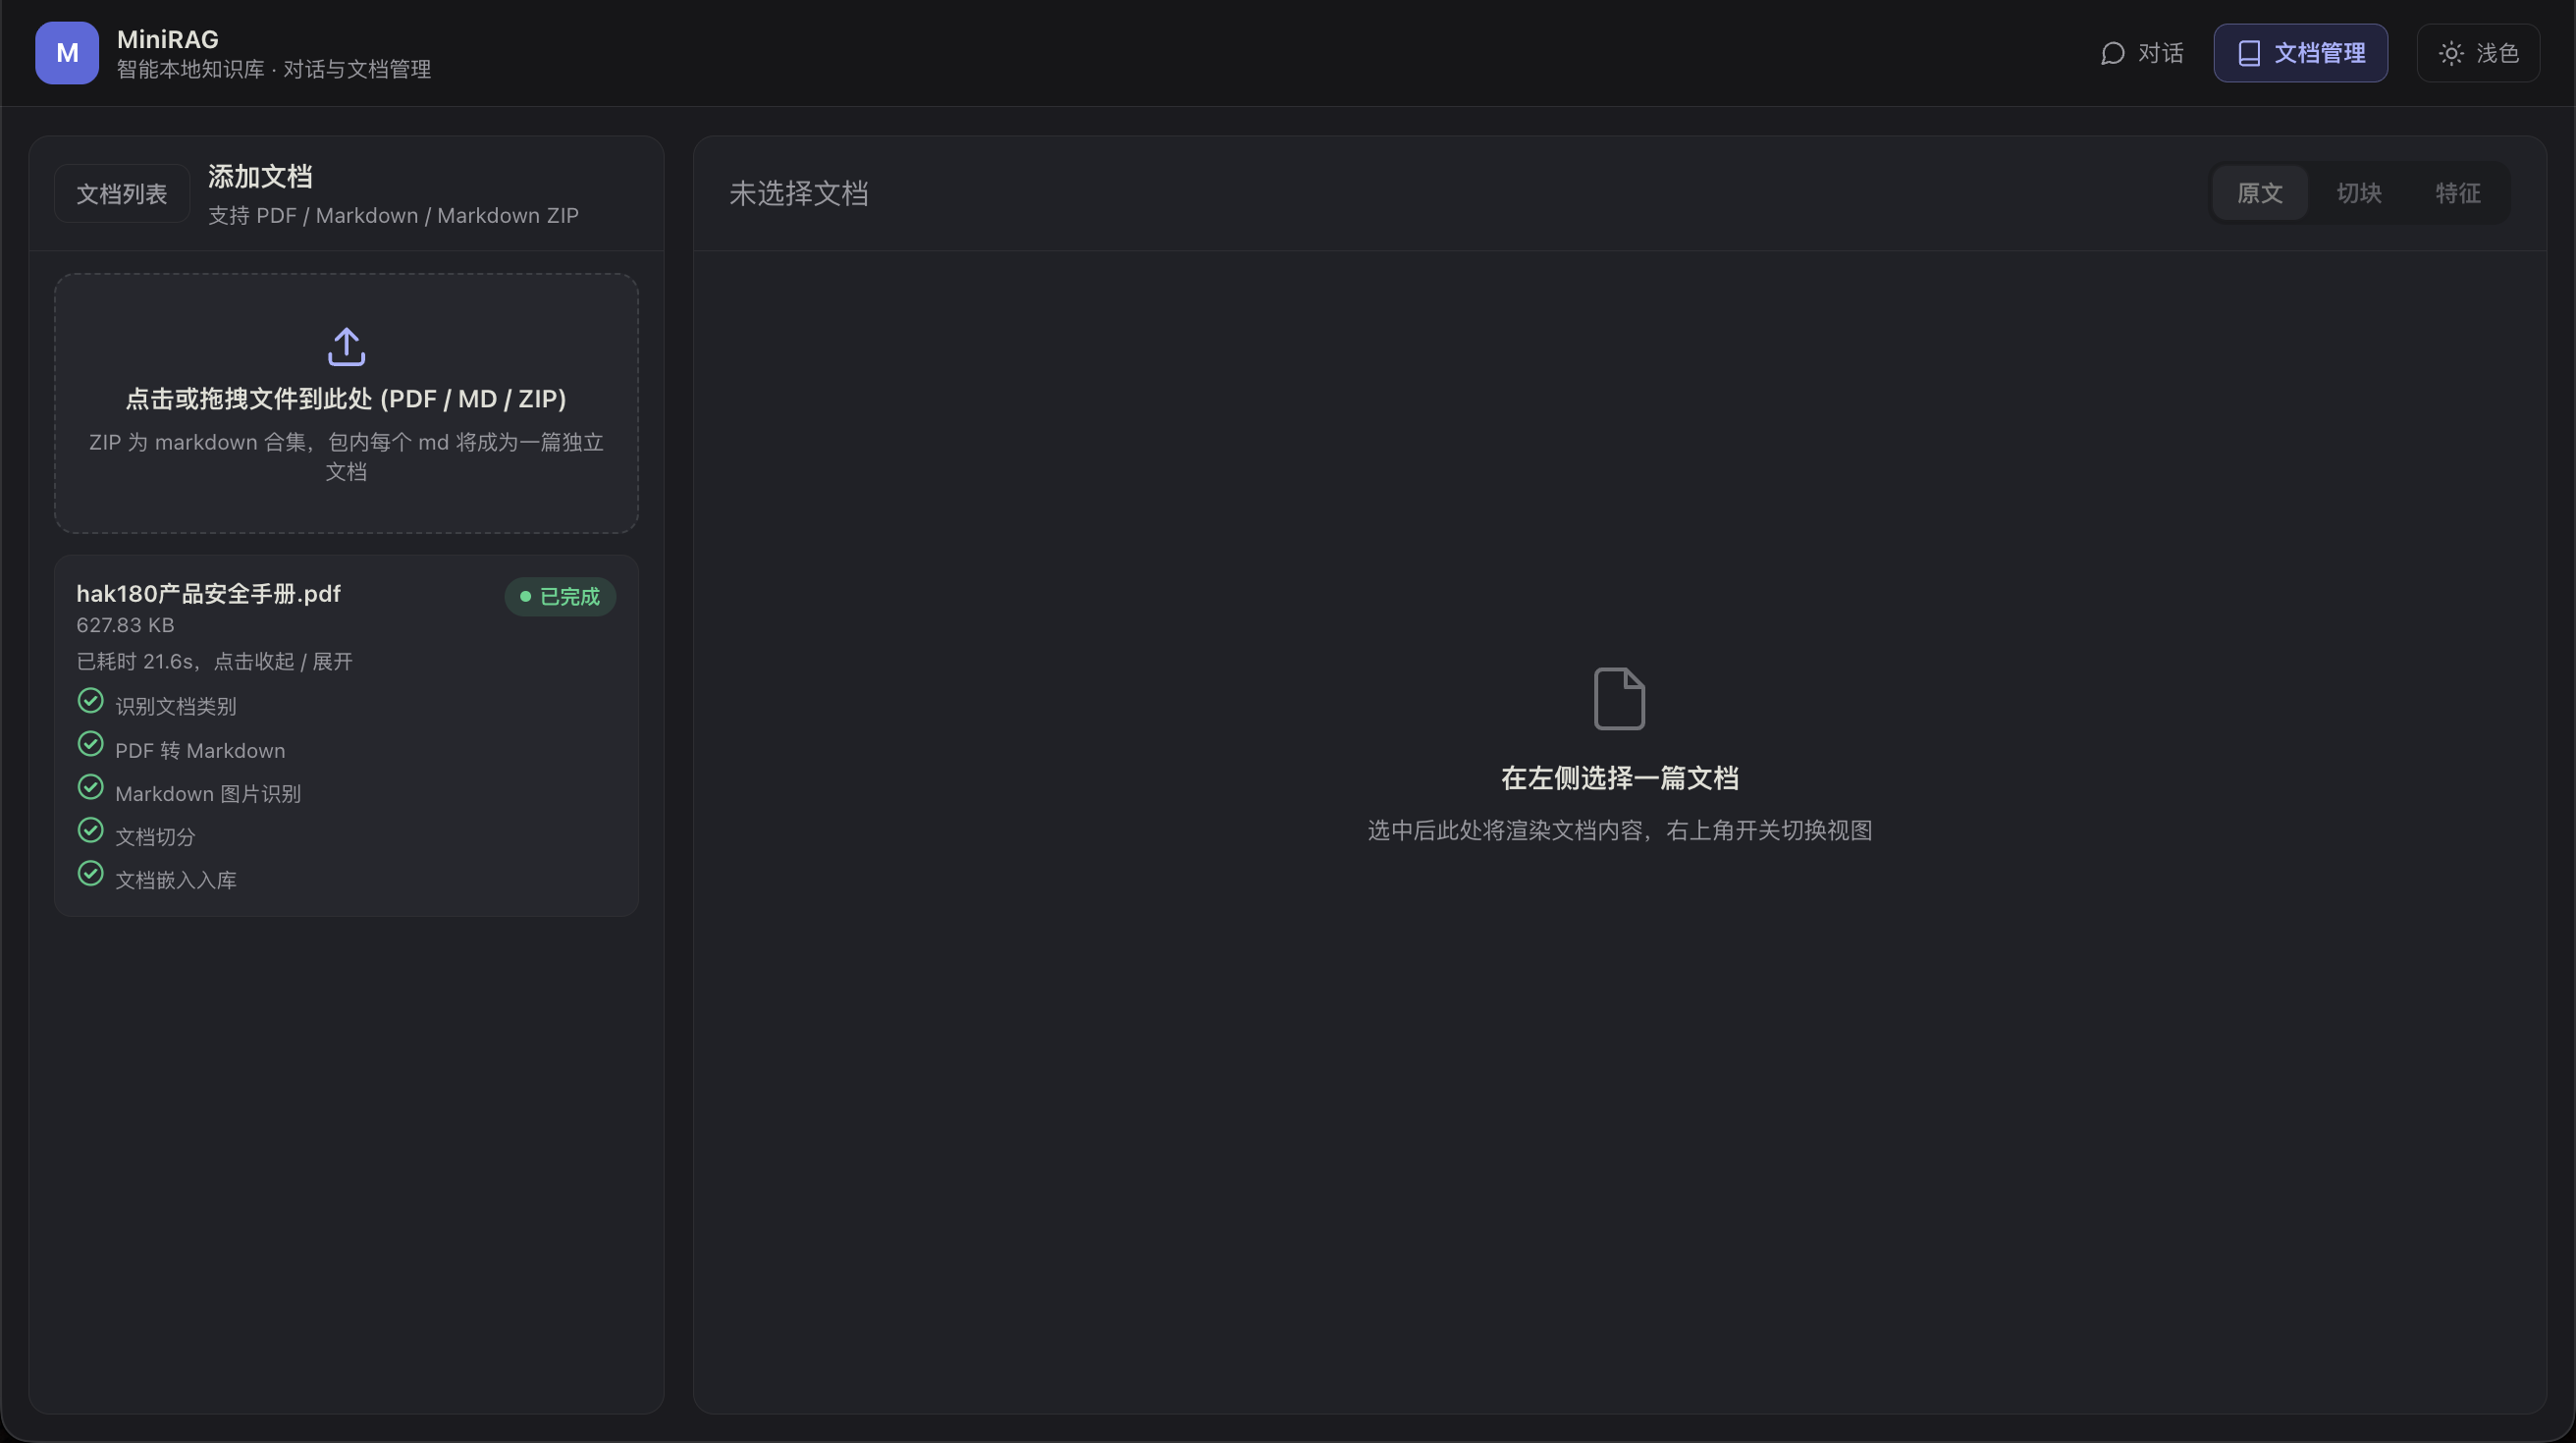 M
MiniRAG
智能本地知识库 · 对话与文档管理
对话
文档管理
浅色
文档列表
添加文档
支持 PDF / Markdown / Markdown ZIP
点击或拖拽文件到此处 (PDF / MD / ZIP)
ZIP 为 markdown 合集，包内每个 md 将成为一篇独立
文档
hak180产品安全手册.pdf
已完成
627.83 KB
已耗时 21.6s，点击收起 / 展开
识别文档类别
PDF 转 Markdown
Markdown 图片识别
文档切分
文档嵌入入库
未选择文档
原文
切块
特征
在左侧选择一篇文档
选中后此处将渲染文档内容，右上角开关切换视图